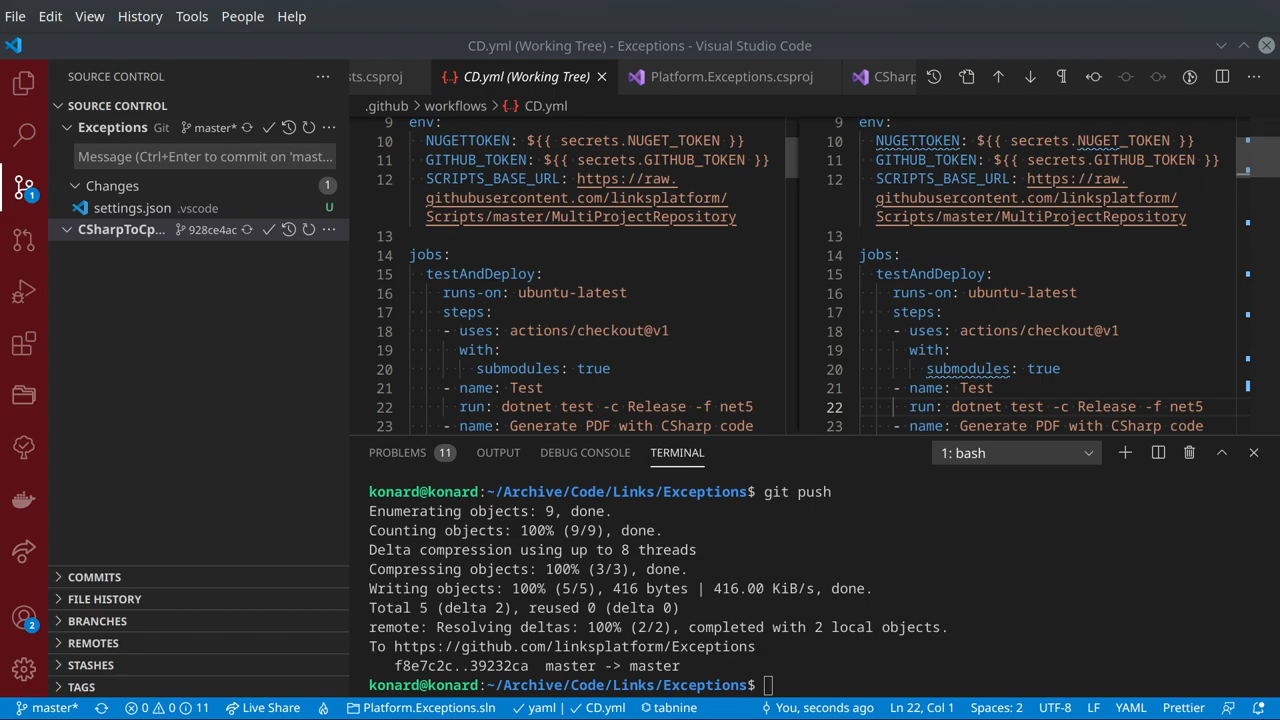 File Edit View History Tools People Help
CD.yml (Working Tree) - Exceptions - Visual Studio Code
SOURCE CONTROL
sts.csproj
CD.yml (Working Tree)
Platform.Exceptions.csproj
CSharp
SOURCE CONTROL
Exceptions Git master*
Message (Ctrl+Enter to commit on 'mast...
Changes 1
settings.json .vscode U
CSharpToCp... 928ce4ac
1
2
COMMITS
FILE HISTORY
BRANCHES
REMOTES
STASHES
TAGS
.github > workflows > CD.yml
9 env:
10 NUGETTOKEN: ${{ secrets.NUGET_TOKEN }}
11 GITHUB_TOKEN: ${{ secrets.GITHUB_TOKEN }}
12 SCRIPTS_BASE_URL: https://raw.
githubusercontent.com/linksplatform/
Scripts/master/MultiProjectRepository
13
14 jobs:
15 testAndDeploy:
16 runs-on: ubuntu-latest
17 steps:
18 - uses: actions/checkout@v1
19 with:
20 submodules: true
21 - name: Test
22 run: dotnet test -c Release -f net5
23 - name: Generate PDF with CSharp code
9 env:
10 NUGETTOKEN: ${{ secrets.NUGET_TOKEN }}
11 GITHUB_TOKEN: ${{ secrets.GITHUB_TOKEN }}
12 SCRIPTS_BASE_URL: https://raw.
githubusercontent.com/linksplatform/
Scripts/master/MultiProjectRepository
13
14 jobs:
15 testAndDeploy:
16 runs-on: ubuntu-latest
17 steps:
18 - uses: actions/checkout@v1
19 with:
20 submodules: true
21 - name: Test
22 run: dotnet test -c Release -f net5
23 - name: Generate PDF with CSharp code
PROBLEMS 11 OUTPUT DEBUG CONSOLE TERMINAL 1: bash
konard@konard:~/Archive/Code/Links/Exceptions$ git push
Enumerating objects: 9, done.
Counting objects: 100% (9/9), done.
Delta compression using up to 8 threads
Compressing objects: 100% (3/3), done.
Writing objects: 100% (5/5), 416 bytes | 416.00 KiB/s, done.
Total 5 (delta 2), reused 0 (delta 0)
remote: Resolving deltas: 100% (2/2), completed with 2 local objects.
To https://github.com/linksplatform/Exceptions
f8e7c2c..39232ca master -> master
konard@konard:~/Archive/Code/Links/Exceptions$
master* 0 0 11 Live Share Platform.Exceptions.sln yaml | CD.yml tabnine You, seconds ago Ln 22, Col 1 Spaces: 2 UTF-8 LF YAML Prettier